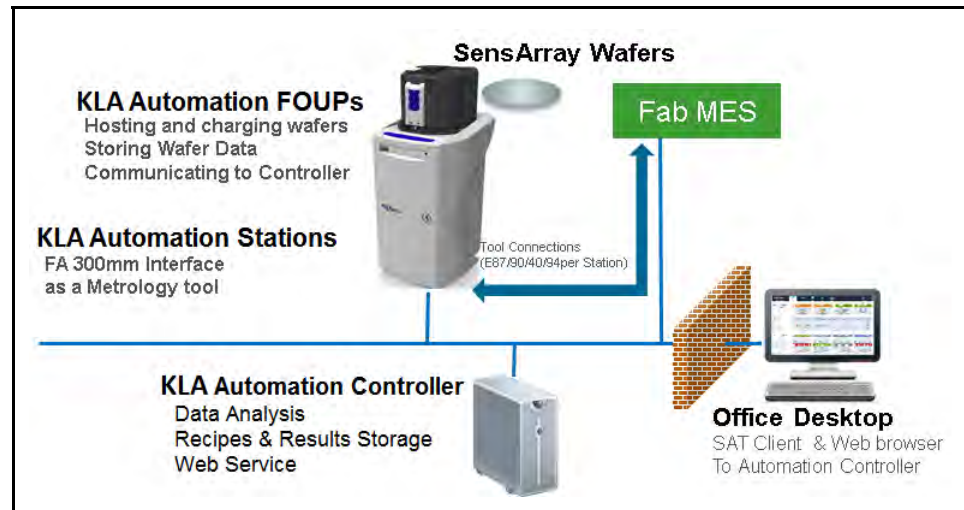 SensArray Wafers
KLA Automation FOUPs
Hosting and charging wafers
Storing Wafer Data
Communicating to Controller
Fab MES
KLA Automation Stations
FA 300mm Interface
as a Metrology tool
Tool Connections
(E87/90/40/94per Station)
KLA Automation Controller
Data Analysis
Recipes & Results Storage
Web Service
Office Desktop
SAT Client & Web browser
To Automation Controller